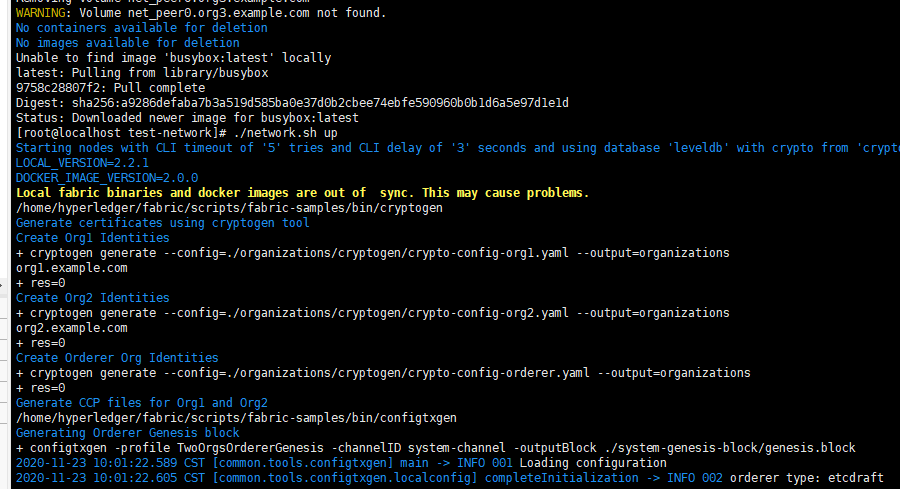 WARNING: Volume net_peer0.org3.example.com not found.
No containers available for deletion
No images available for deletion
Unable to find image 'busybox:latest' locally
latest: Pulling from library/busybox
9758c28807f2: Pull complete
Digest: sha256:a9286defaba7b3a519d585ba0e37d0b2cbee74ebfe590960b0b1d6a5e97d1e1d
Status: Downloaded newer image for busybox:latest
[root@localhost test-network]# ./network.sh up
Starting nodes with CLI timeout of '5' tries and CLI delay of '3' seconds and using database 'leveldb' with crypto from 'crypto
LOCAL_VERSION=2.2.1
DOCKER_IMAGE_VERSION=2.0.0
Local fabric binaries and docker images are out of  sync. This may cause problems.
/home/hyperledger/fabric/scripts/fabric-samples/bin/cryptogen
Generate certificates using cryptogen tool
Create Org1 Identities
+ cryptogen generate --config=./organizations/cryptogen/crypto-config-org1.yaml --output=organizations
org1.example.com
+ res=0
Create Org2 Identities
+ cryptogen generate --config=./organizations/cryptogen/crypto-config-org2.yaml --output=organizations
org2.example.com
+ res=0
Create Orderer Org Identities
+ cryptogen generate --config=./organizations/cryptogen/crypto-config-orderer.yaml --output=organizations
+ res=0
Generate CCP files for Org1 and Org2
/home/hyperledger/fabric/scripts/fabric-samples/bin/configtxgen
Generating Orderer Genesis block
+ configtxgen -profile TwoOrgsOrdererGenesis -channelID system-channel -outputBlock ./system-genesis-block/genesis.block
2020-11-23 10:01:22.589 CST [common.tools.configtxgen] main -> INFO 001 Loading configuration
2020-11-23 10:01:22.605 CST [common.tools.configtxgen.localconfig] completeInitialization -> INFO 002 orderer type: etcdraft